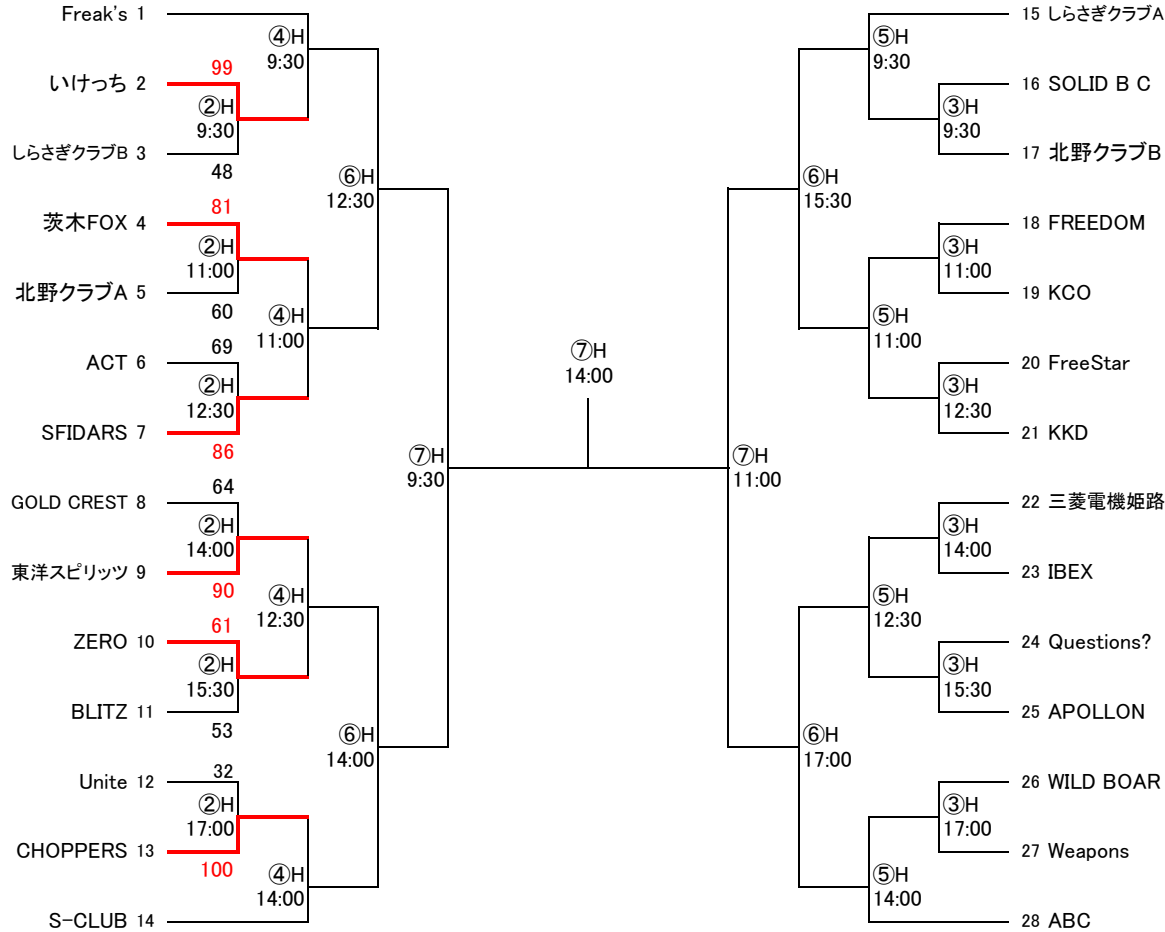 Freak's 1
④H
9:30
99
いけっち 2
②H
9:30
しらさぎクラブB 3
48
⑥H
12:30
81
茨木FOX 4
②H
11:00
北野クラブA 5
60
④H
11:00
69
ACT 6
②H
12:30
SFIDARS 7
86
⑦H
9:30
64
GOLD CREST 8
②H
14:00
東洋スピリッツ 9
90
④H
12:30
61
ZERO 10
②H
15:30
BLITZ 11
53
⑥H
14:00
32
Unite 12
②H
17:00
CHOPPERS 13
100
④H
14:00
S-CLUB 14
⑦H
14:00
15 しらさぎクラブA
⑤H
9:30
16 SOLID B C
③H
9:30
17 北野クラブB
⑥H
15:30
18 FREEDOM
③H
11:00
19 KCO
⑤H
11:00
20 FreeStar
③H
12:30
21 KKD
⑦H
11:00
22 三菱電機姫路
③H
14:00
23 IBEX
⑤H
12:30
24 Questions?
③H
15:30
25 APOLLON
⑥H
17:00
26 WILD BOAR
③H
17:00
27 Weapons
⑤H
14:00
28 ABC